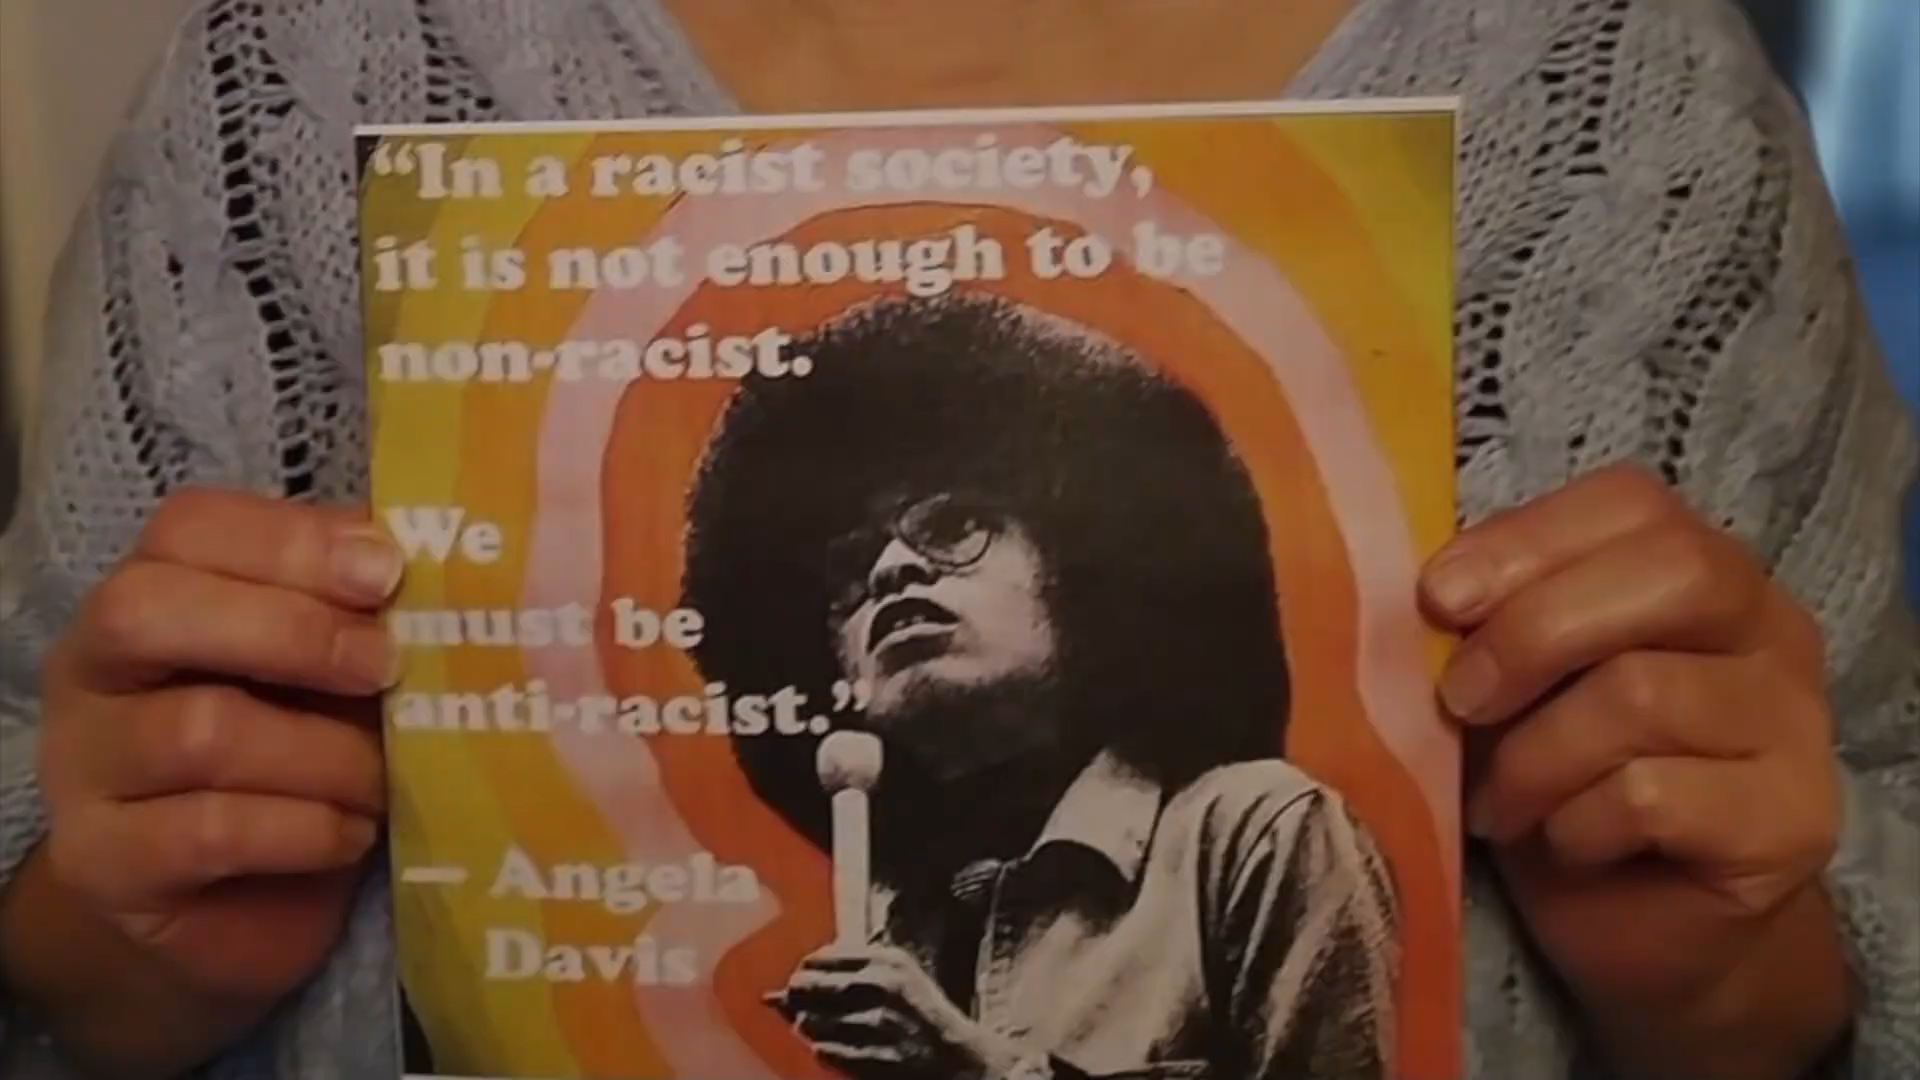 “In a racist society,
it is not enough to be
non-racist.
We
must be
anti-racist.”
— Angela
Davis